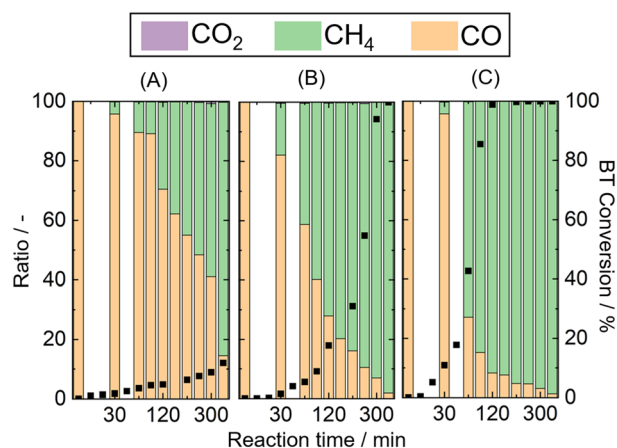 CO₂ CH₄ CO
(A) (B) (C)
100 100
80 80
60 60
40 40
20 20
0 0
Ratio / -
BT Conversion / %
30 120 300 30 120 300 30 120 300
Reaction time / min